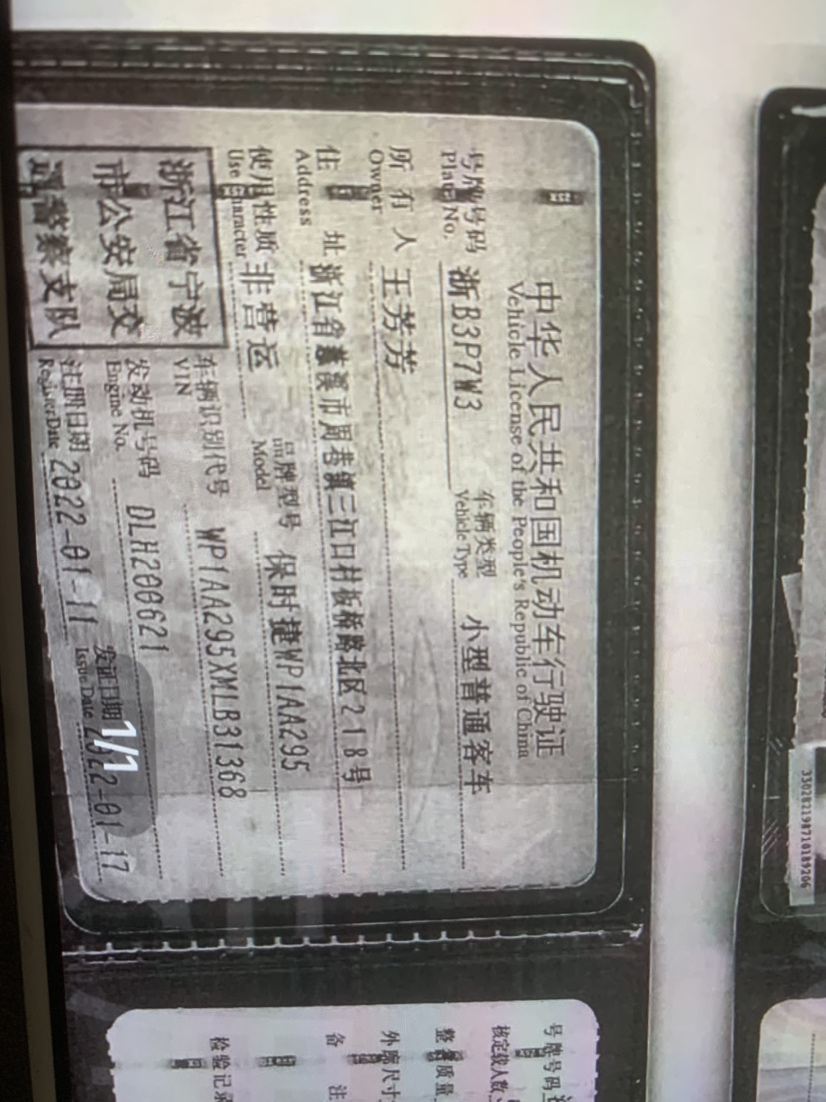 中华人民共和国机动车行驶证
Vehicle License of the People's Republic of China
号牌号码 浙B3P7W3 车辆类型 小型普通客车
Plate No. Vehicle Type
所有人 王芳芳
Owner
住址 浙江省慈溪市周巷镇三江口村板桥路北区218号
Address
使用性质 非营运 品牌型号 保时捷WP1AA295
Use Character Model
浙江省宁波
市公安局交
通警察支队
车辆识别代号 WP1AA295XMLB31368
VIN
发动机号码 DLH200621
Engine No.
注册日期 2022-01-11 发证日期 2022-01-17
Register Date Issue Date
1/1
330282198710189206
号牌号码
核定载人数
整备质量
外廓尺寸
备注
检验记录